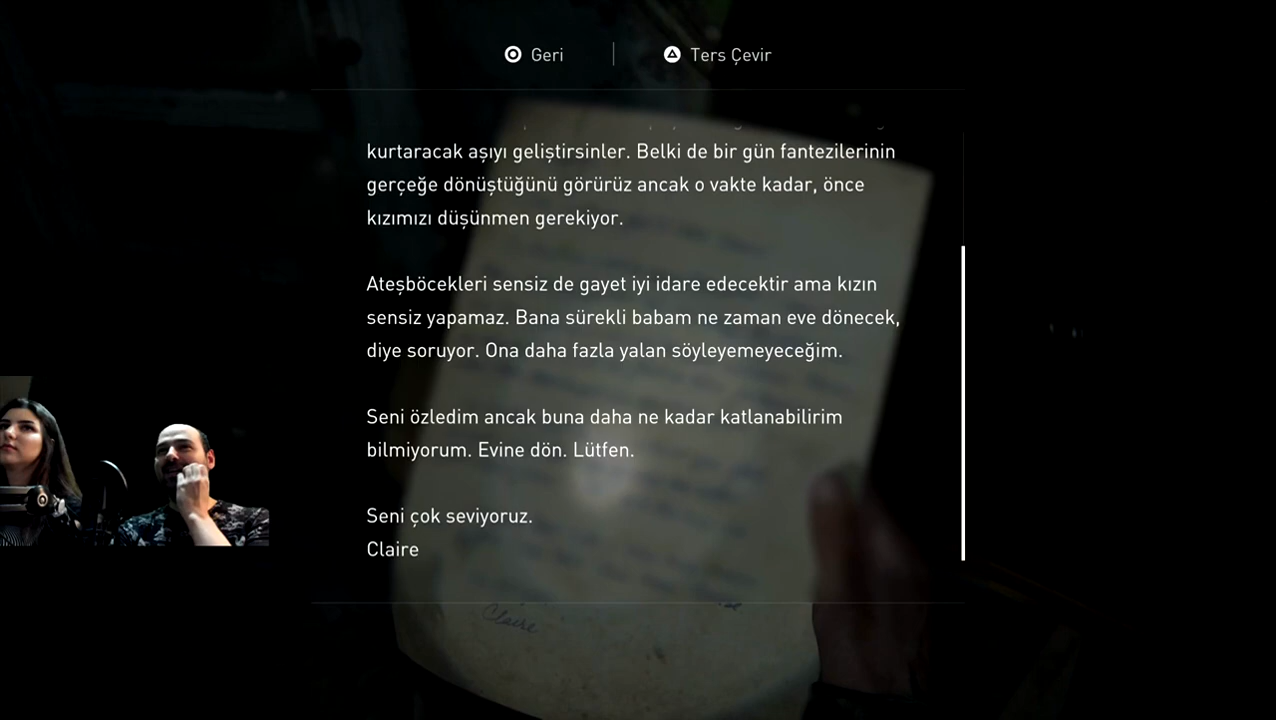 Geri
Ters Çevir
kurtaracak aşıyı geliştirsinler. Belki de bir gün fantezilerinin
gerçeğe dönüştüğünü görürüz ancak o vakte kadar, önce
kızımızı düşünmen gerekiyor.
Ateşböcekleri sensiz de gayet iyi idare edecektir ama kızın
sensiz yapamaz. Bana sürekli babam ne zaman eve dönecek,
diye soruyor. Ona daha fazla yalan söyleyemeyeceğim.
Seni özledim ancak buna daha ne kadar katlanabilirim
bilmiyorum. Evine dön. Lütfen.
Seni çok seviyoruz.
Claire
Claire